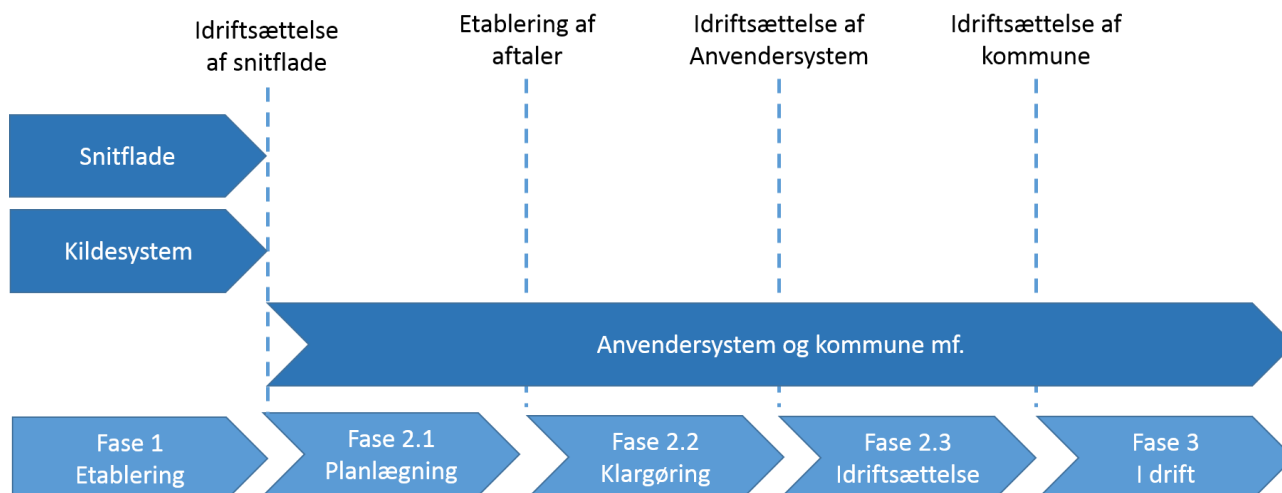 Idriftsættelse
af snitflade
Etablering af
aftaler
Idriftsættelse af
Anvendersystem
Idriftsættelse af
kommune
Snitflade
Kildesystem
Anvendersystem og kommune mf.
Fase 1
Etablering
Fase 2.1
Planlægning
Fase 2.2
Klargøring
Fase 2.3
Idriftsættelse
Fase 3
I drift